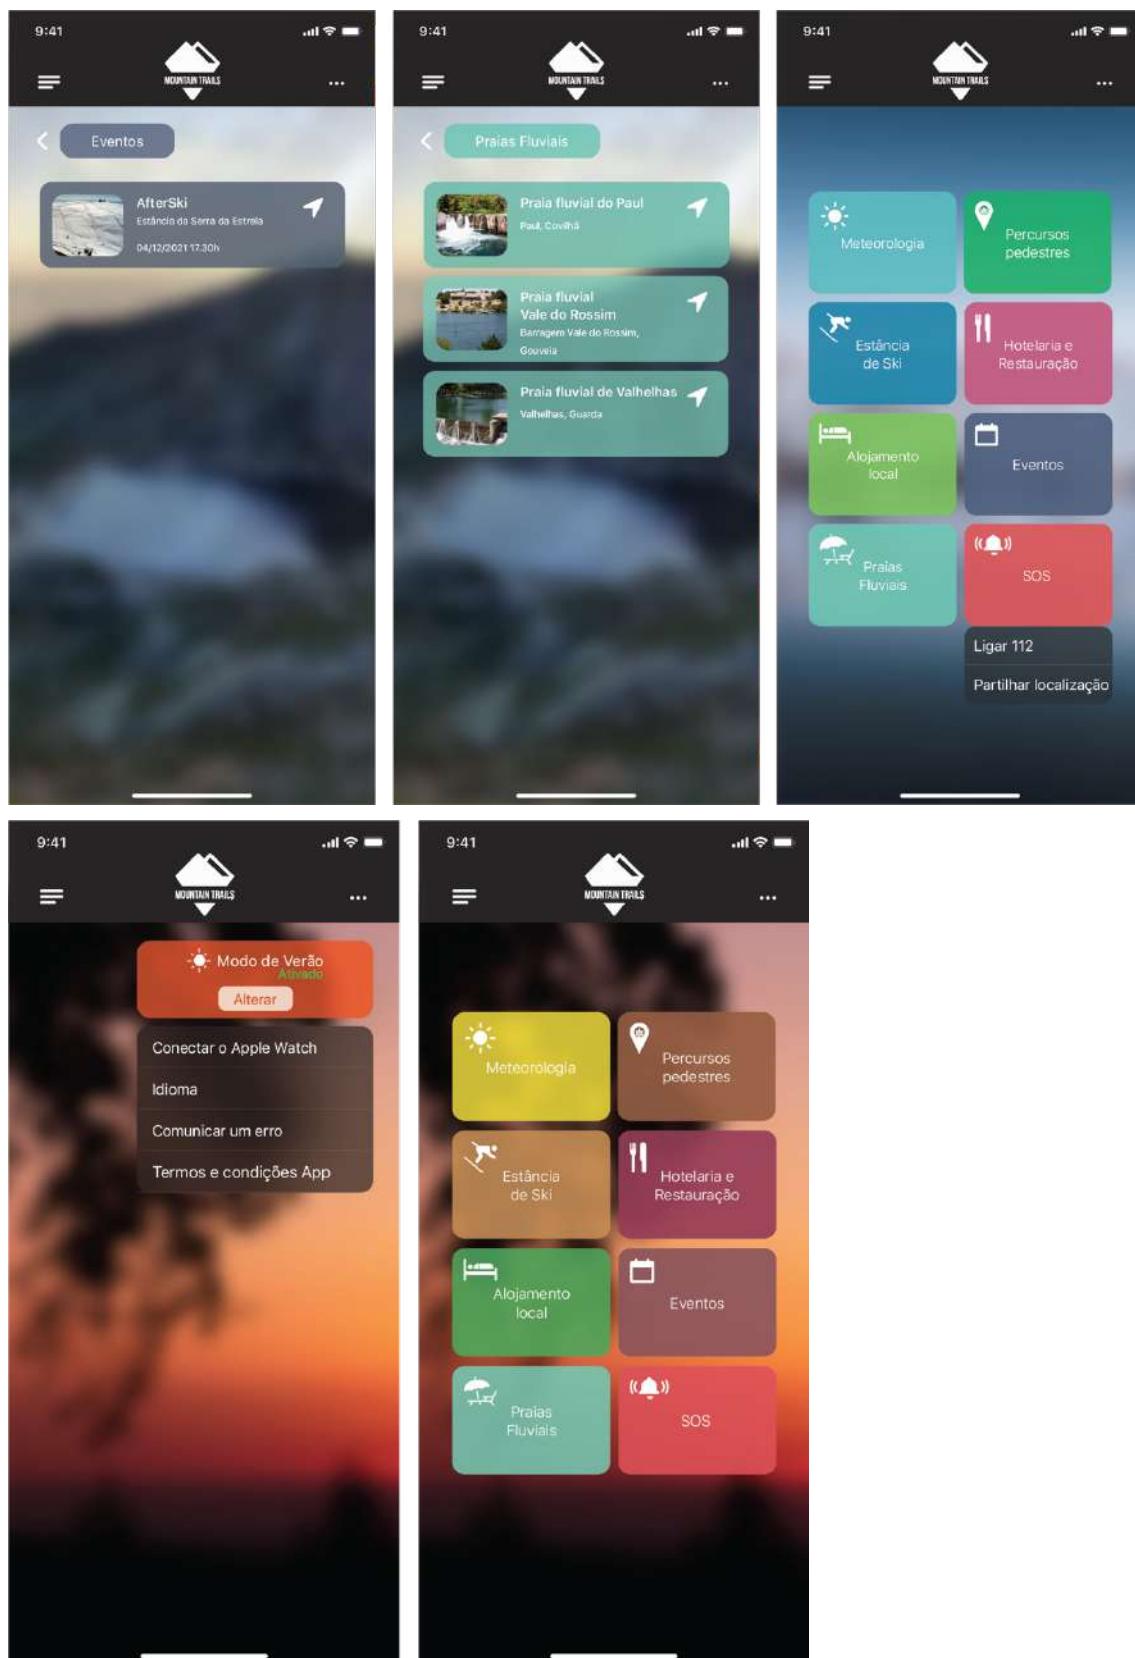 9:41
MOUNTAIN TRAILS
Eventos
AfterSki
Estância da Serra da Estrela
04/12/2021 17.30h
9:41
MOUNTAIN TRAILS
Praias Fluviais
Praia fluvial do Paul
Paul, Covilhã
Praia fluvial
Vale do Rossim
Barragem Vale do Rossim,
Gouveia
Praia fluvial de Valhelhas
Valhelhas, Guarda
9:41
MOUNTAIN TRAILS
Meteorologia
Percursos
pedestres
Estância
de Ski
Hotelaria e
Restauração
Alojamento
local
Eventos
Praias
Fluviais
SOS
Ligar 112
Partilhar localização
9:41
MOUNTAIN TRAILS
Modo de Verão
Ativado
Alterar
Conectar o Apple Watch
Idioma
Comunicar um erro
Termos e condições App
9:41
MOUNTAIN TRAILS
Meteorologia
Percursos
pedestres
Estância
de Ski
Hotelaria e
Restauração
Alojamento
local
Eventos
Praias
Fluviais
SOS